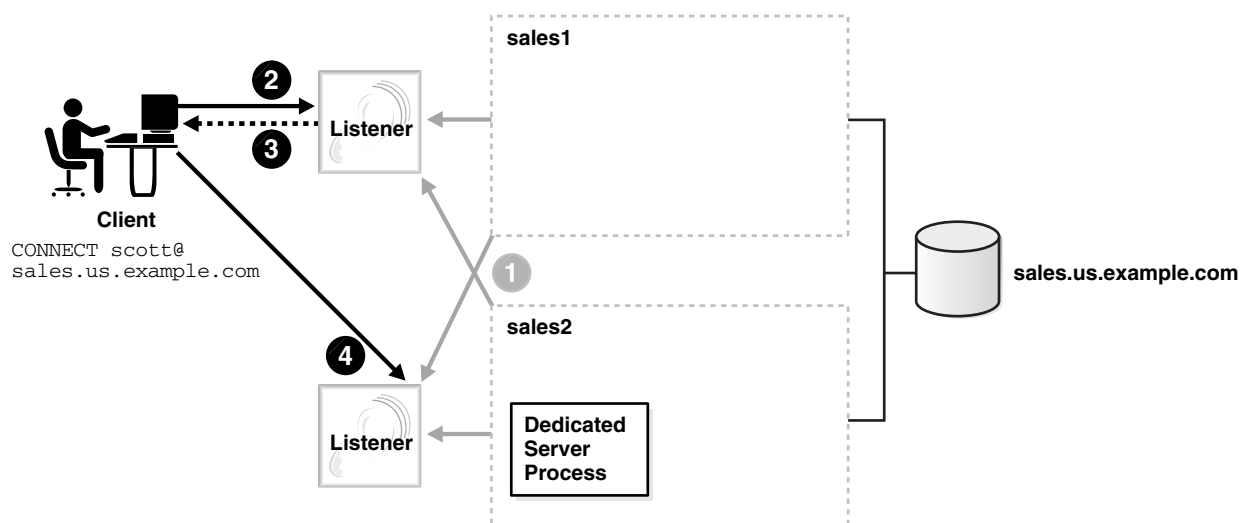 sales1
2
Listener
3
Client
CONNECT scott@
sales.us.example.com
1
sales.us.example.com
sales2
4
Listener
Dedicated
Server
Process